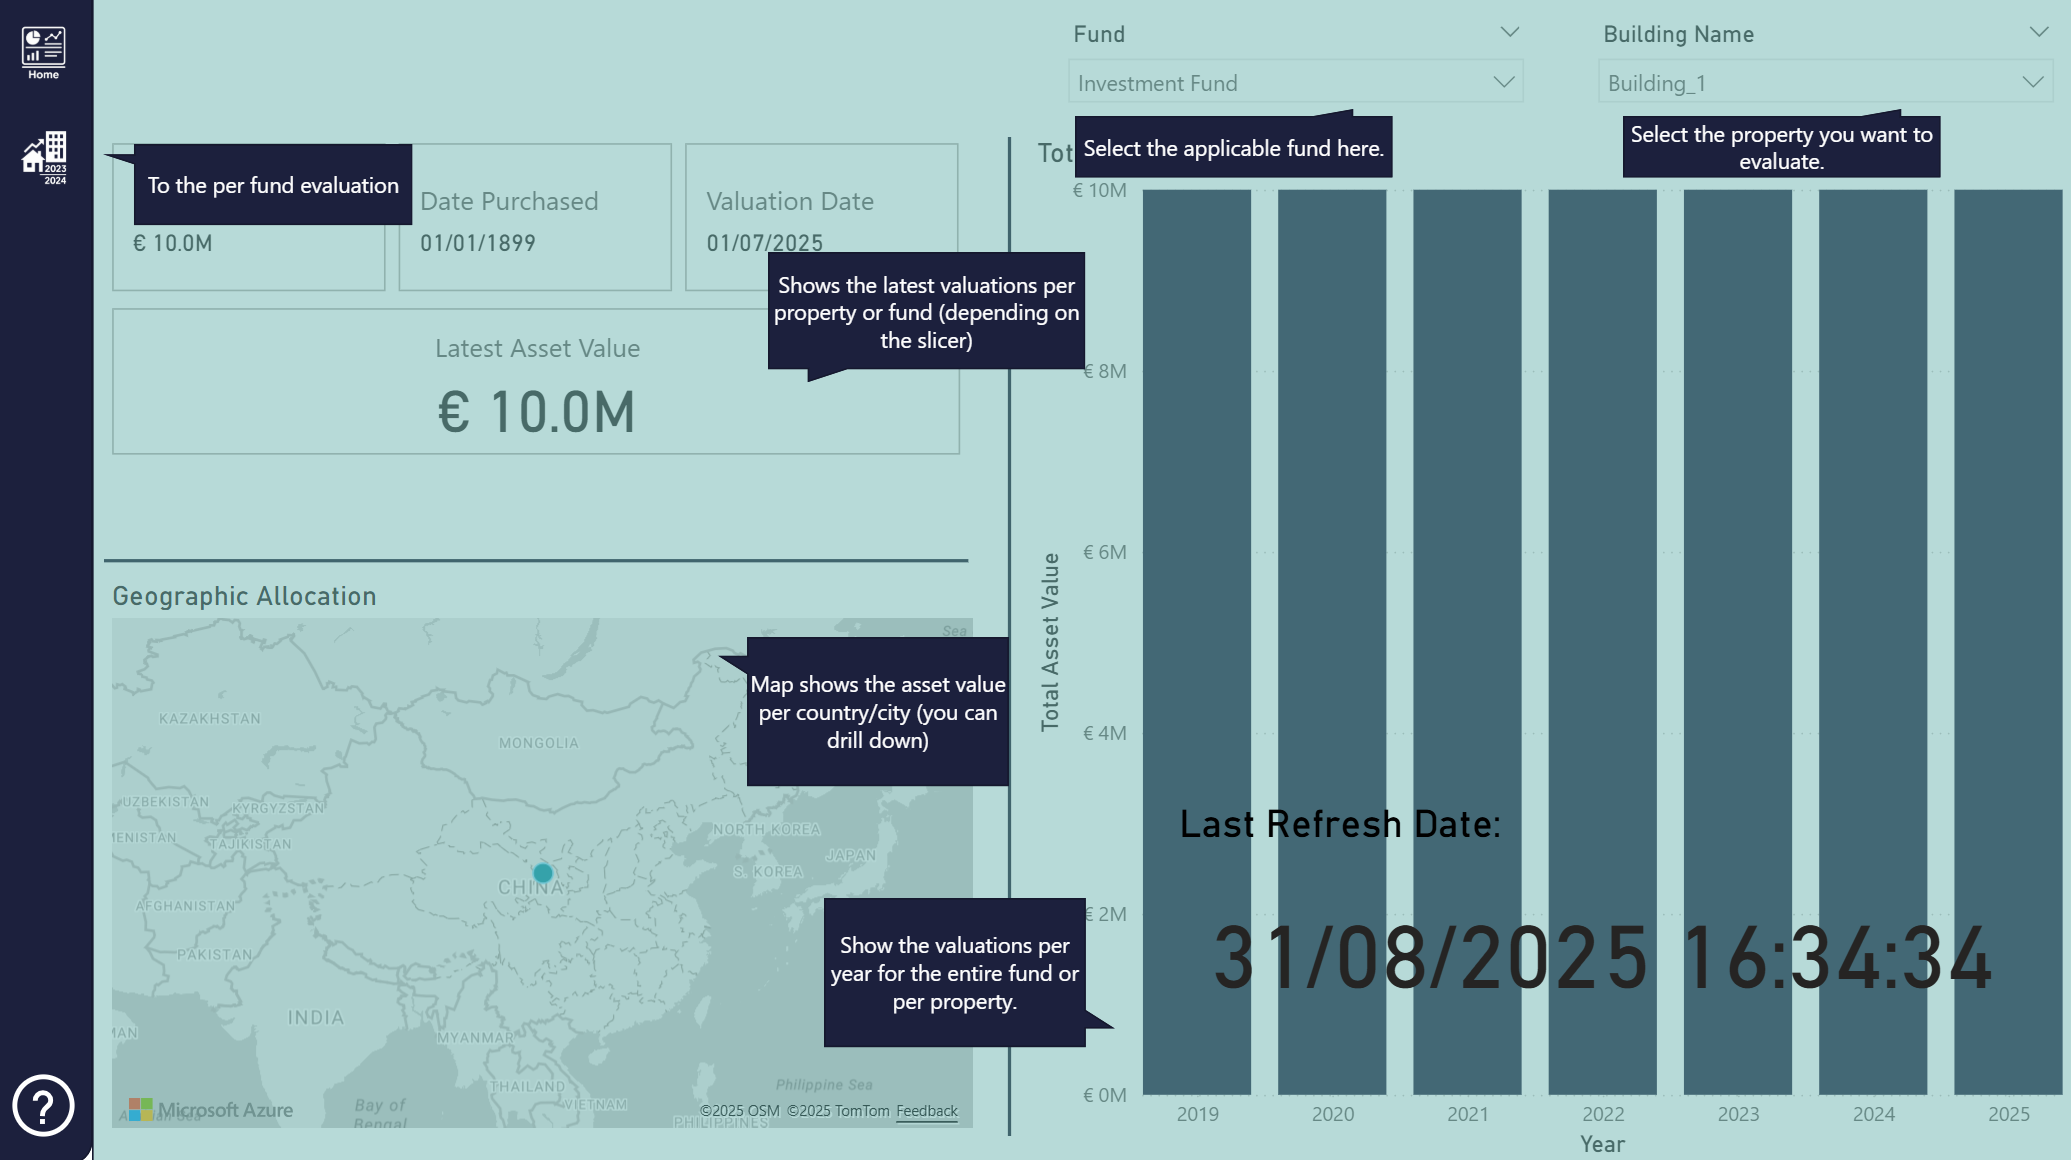 Home
2023
2024
Fund
Investment Fund
Building Name
Building_1
Select the applicable fund here.
Select the property you want to
evaluate.
To the per fund evaluation
€ 10.0M
Date Purchased
01/01/1899
Valuation Date
01/07/2025
Shows the latest valuations per
property or fund (depending on
the slicer)
Latest Asset Value
€ 10.0M
Geographic Allocation
Sea
KAZAKHSTAN
MONGOLIA
UZBEKISTAN
KYRGYZSTAN
MENISTAN
TAJIKISTAN
NORTH KOREA
JAPAN
S. KOREA
CHINA
AFGHANISTAN
PAKISTAN
INDIA
MAN
MYANMAR
THAILAND
VIETNAM
Philippine Sea
PHILIPPINES
Bay of
Bengal
Microsoft Azure
©2025 OSM ©2025 TomTom Feedback
Map shows the asset value
per country/city (you can
drill down)
Show the valuations per
year for the entire fund or
per property.
Tot
Total Asset Value
€ 10M
€ 8M
€ 6M
€ 4M
€ 2M
€ 0M
Last Refresh Date:
31/08/2025 16:34:34
2019 2020 2021 2022 2023 2024 2025
Year
?